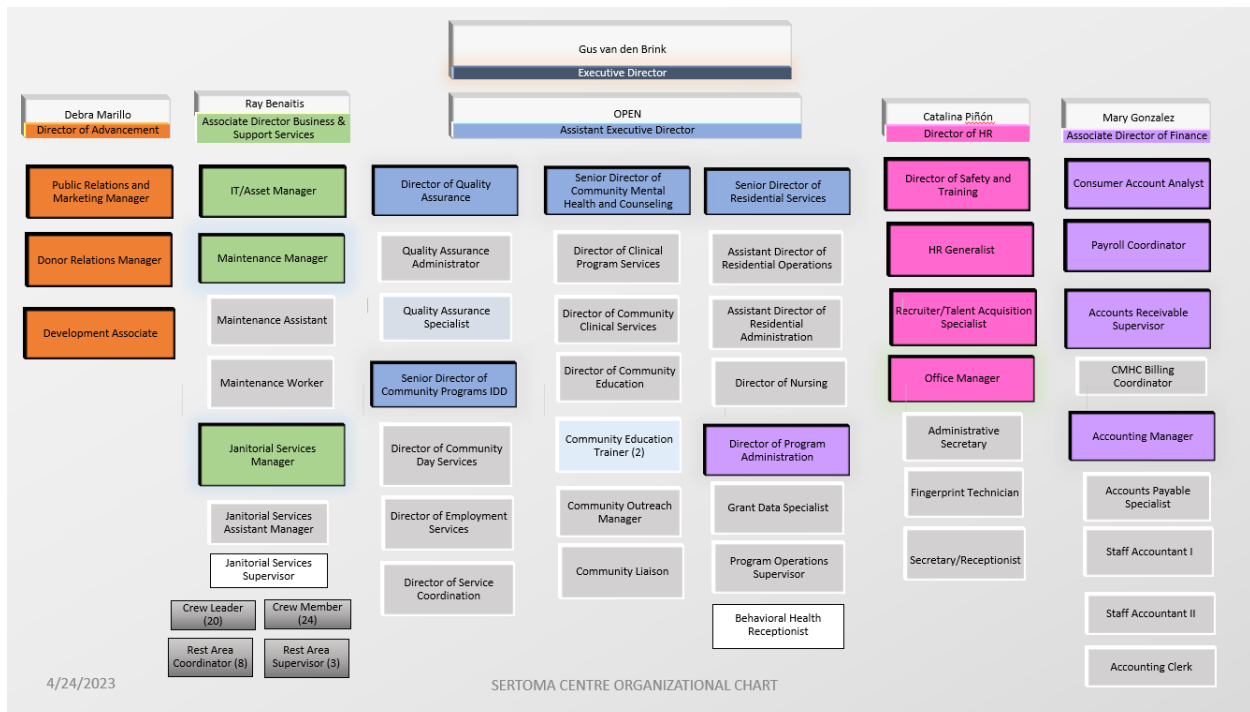 Gus van den Brink
Executive Director
Debra Marillo
Director of Advancement
Ray Benaitis
Associate Director Business &
Support Services
OPEN
Assistant Executive Director
Catalina Piñón
Director of HR
Mary Gonzalez
Associate Director of Finance
Public Relations and
Marketing Manager
Donor Relations Manager
Development Associate
IT/Asset Manager
Maintenance Manager
Maintenance Assistant
Maintenance Worker
Janitorial Services
Manager
Janitorial Services
Assistant Manager
Janitorial Services
Supervisor
Crew Leader
(20)
Crew Member
(24)
Rest Area
Coordinator (8)
Rest Area
Supervisor (3)
Director of Quality
Assurance
Quality Assurance
Administrator
Quality Assurance
Specialist
Senior Director of
Community Programs IDD
Director of Community
Day Services
Director of Employment
Services
Director of Service
Coordination
Senior Director of
Community Mental
Health and Counseling
Director of Clinical
Program Services
Director of Community
Clinical Services
Director of Community
Education
Community Education
Trainer (2)
Community Outreach
Manager
Community Liaison
Senior Director of
Residential Services
Assistant Director of
Residential Operations
Assistant Director of
Residential
Administration
Director of Nursing
Director of Program
Administration
Grant Data Specialist
Program Operations
Supervisor
Behavioral Health
Receptionist
Director of Safety and
Training
HR Generalist
Recruiter/Talent Acquisition
Specialist
Office Manager
Administrative
Secretary
Fingerprint Technician
Secretary/Receptionist
Consumer Account Analyst
Payroll Coordinator
Accounts Receivable
Supervisor
CMHC Billing
Coordinator
Accounting Manager
Accounts Payable
Specialist
Staff Accountant I
Staff Accountant II
Accounting Clerk
4/24/2023
SERTOMA CENTRE ORGANIZATIONAL CHART